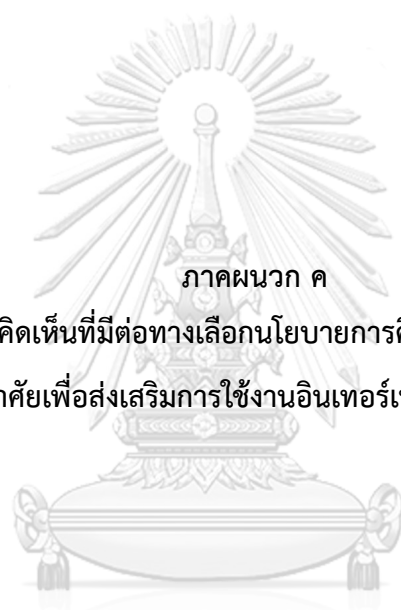 ภาคผนวก ค
คิดเห็นที่มีต่อทางเลือกนโยบายการศึ
าศัยเพื่อส่งเสริมการใช้งานอินเทอร์เ